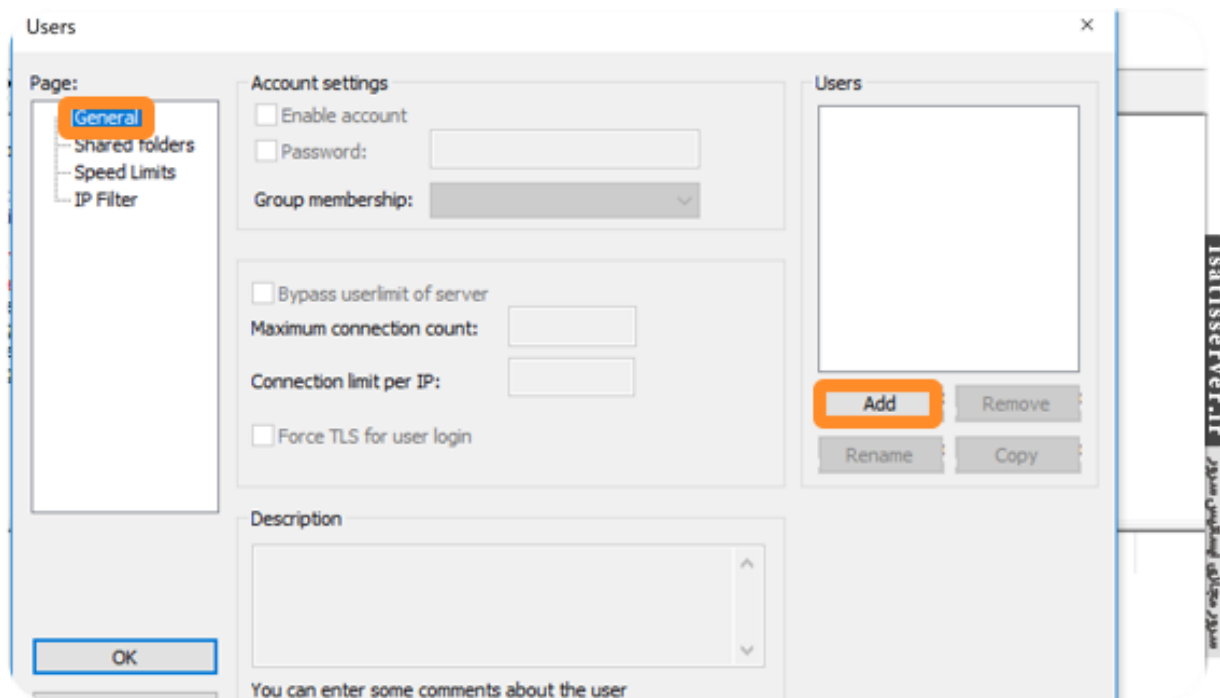 Users
Page:
General
Shared folders
Speed Limits
IP Filter
OK
Account settings
Enable account
Password:
Group membership:
Bypass userlimit of server
Maximum connection count:
Connection limit per IP:
Force TLS for user login
Description
You can enter some comments about the user
Users
Add
Remove
Rename
Copy